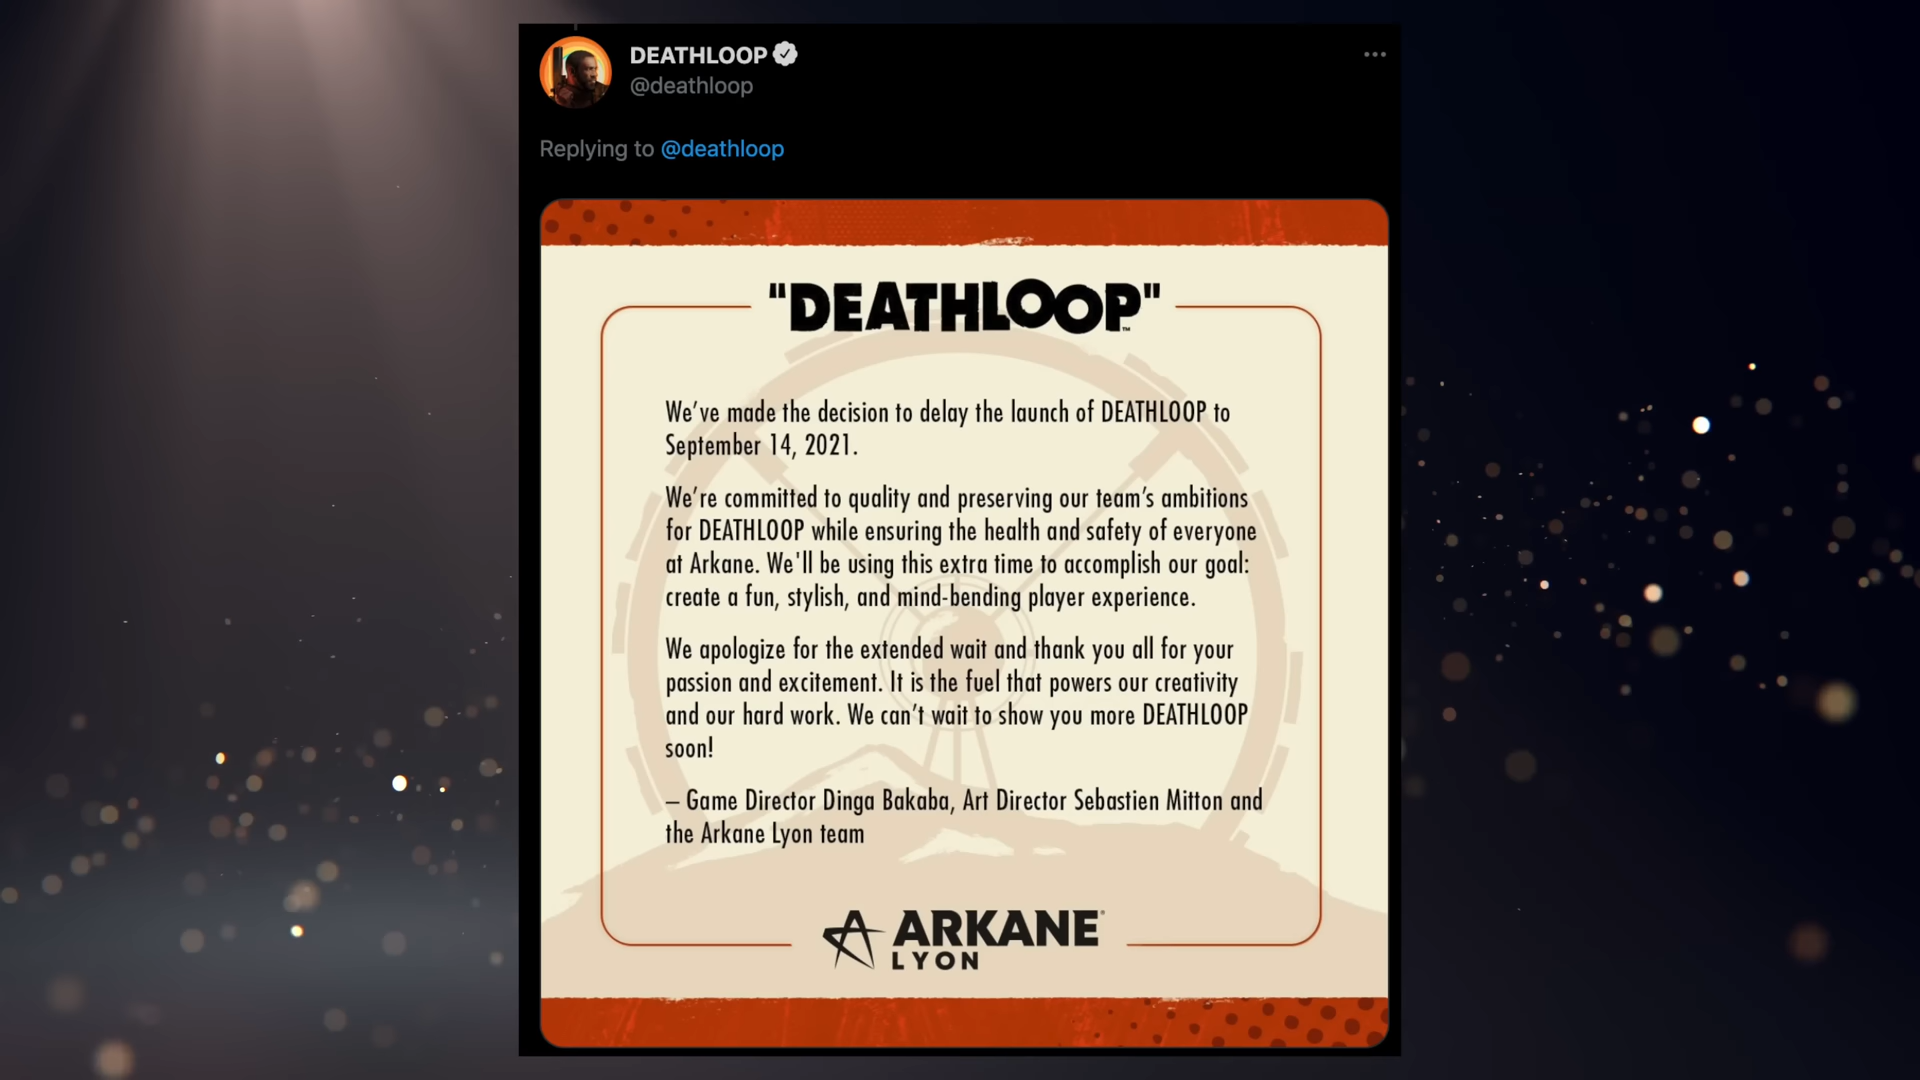 DEATHLOOP
@deathloop
Replying to @deathloop
"DEATHLOOP"™
We’ve made the decision to delay the launch of DEATHLOOP to
September 14, 2021.
We’re committed to quality and preserving our team’s ambitions
for DEATHLOOP while ensuring the health and safety of everyone
at Arkane. We'll be using this extra time to accomplish our goal:
create a fun, stylish, and mind-bending player experience.
We apologize for the extended wait and thank you all for your
passion and excitement. It is the fuel that powers our creativity
and our hard work. We can’t wait to show you more DEATHLOOP
soon!
– Game Director Dinga Bakaba, Art Director Sebastien Mitton and
the Arkane Lyon team
ARKANE®
LYON